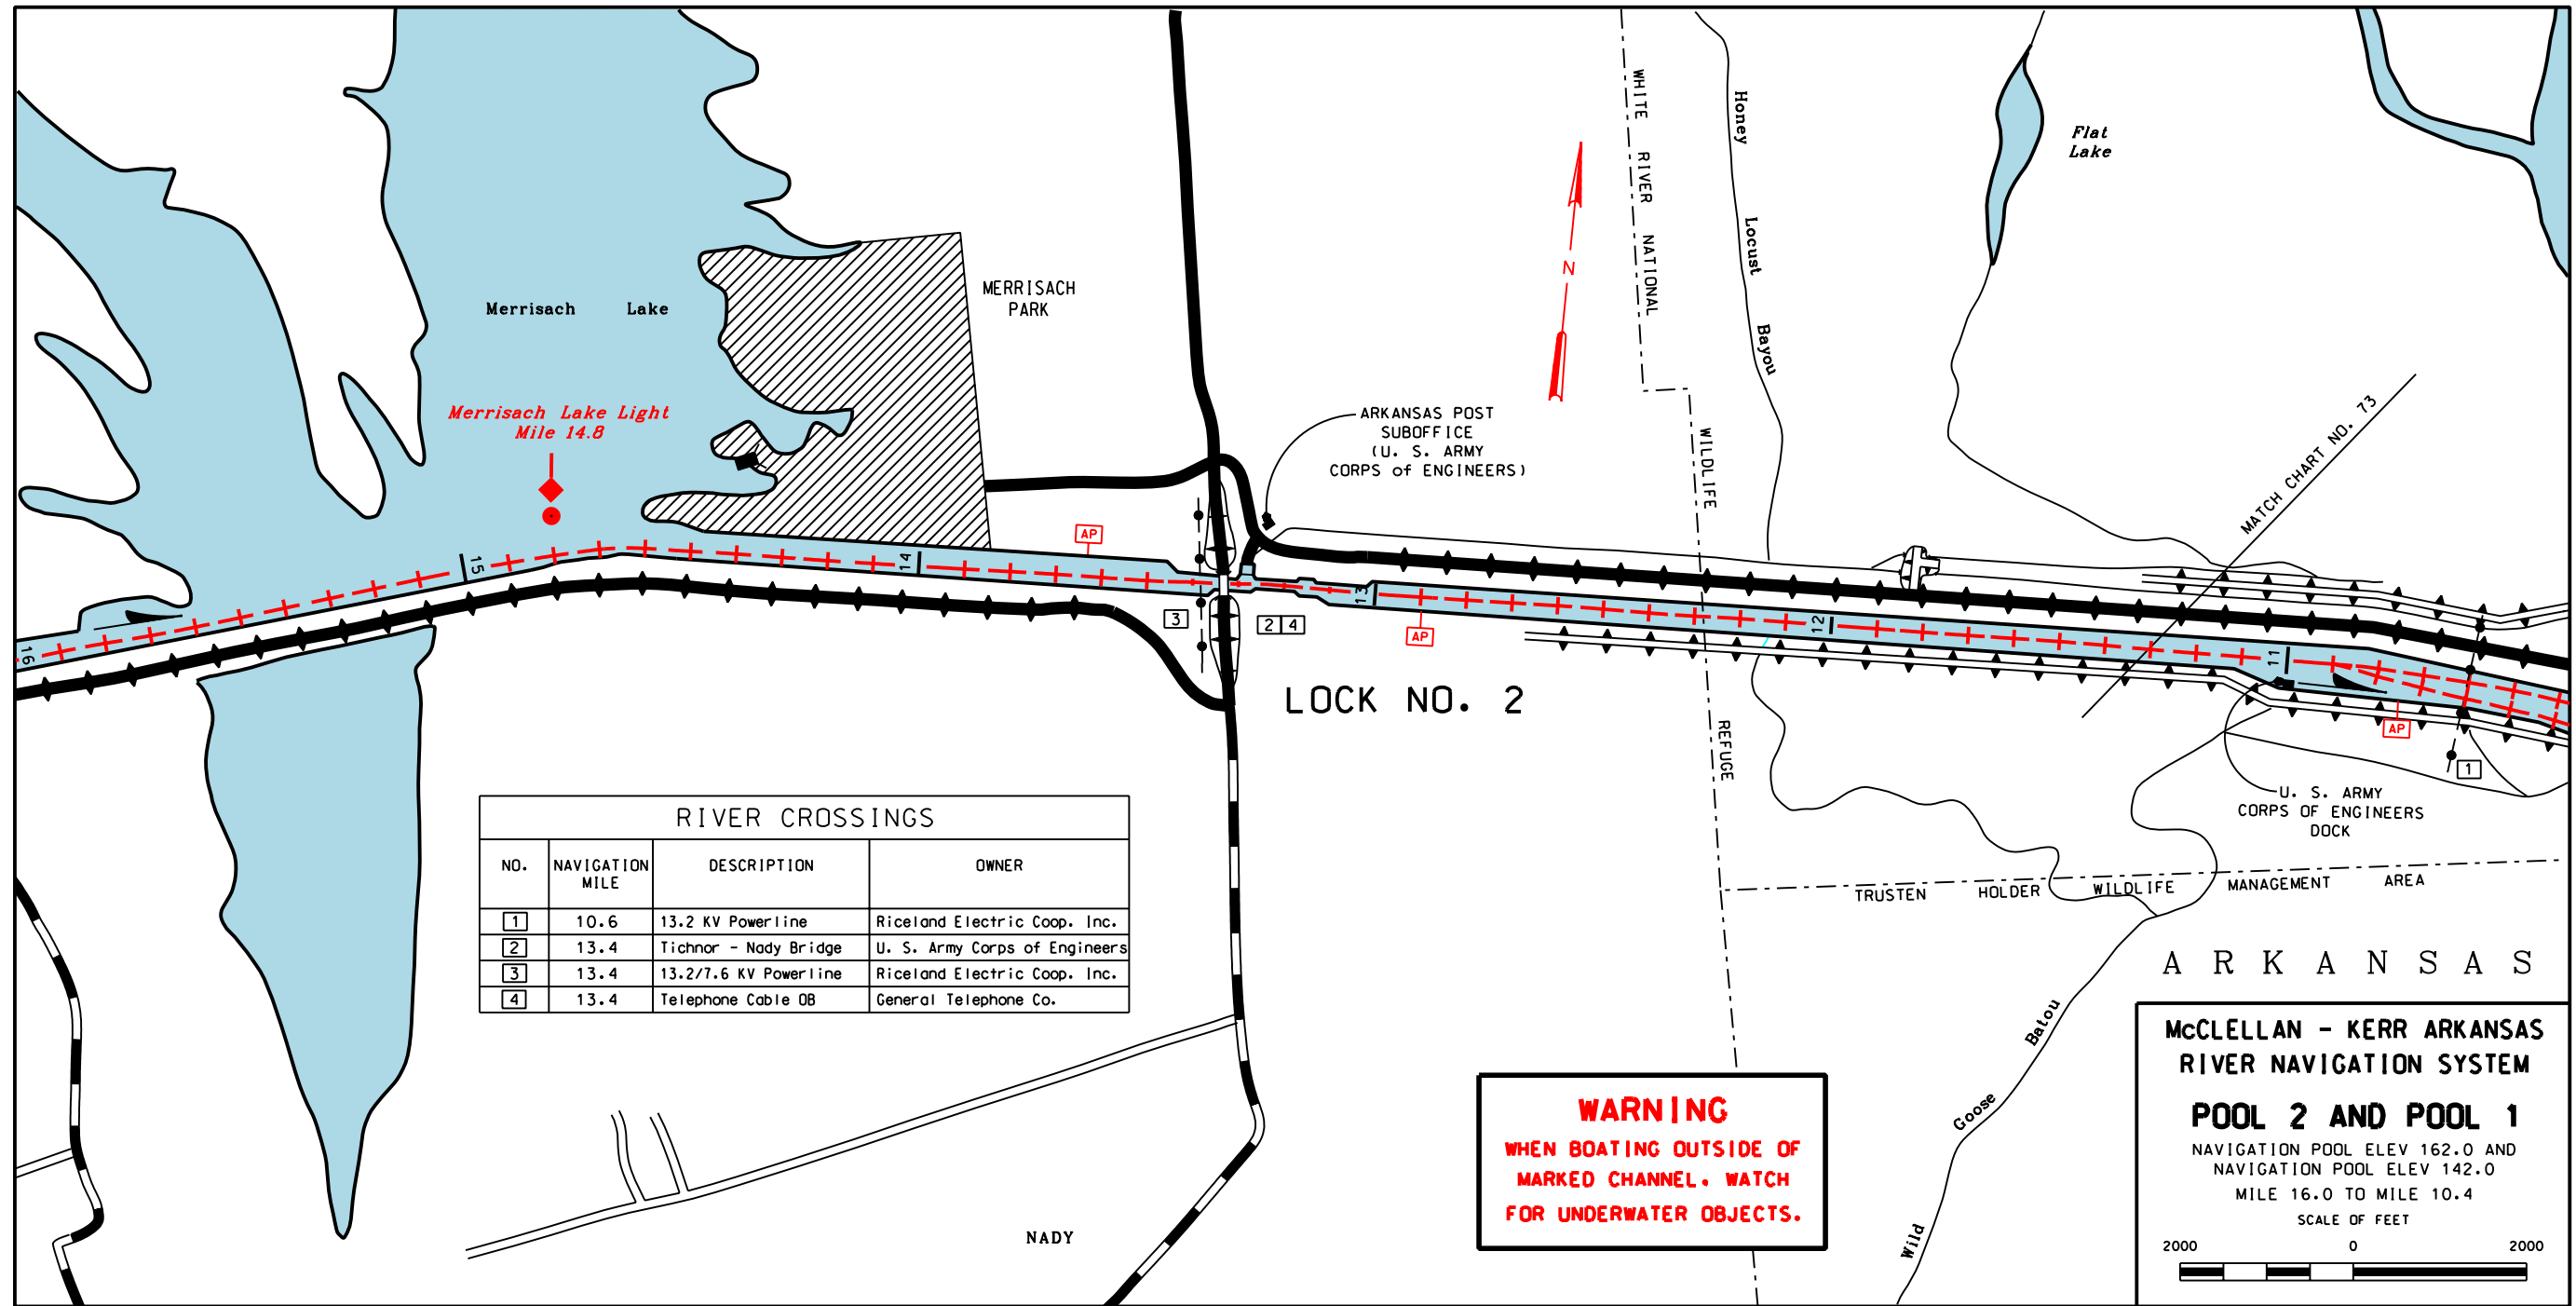 WHITE RIVER NATIONAL
WILDLIFE
REFUGE
Honey
Locust
Bayou
Flat
Lake
N
Merrisach Lake
MERRISACH
PARK
Merrisach Lake Light
Mile 14.8
ARKANSAS POST
SUBOFFICE
(U. S. ARMY
CORPS of ENGINEERS)
MATCH CHART NO. 73
AP
16
15
14
13
12
11
3
2 4
AP
AP
1
LOCK NO. 2
U. S. ARMY
CORPS OF ENGINEERS
DOCK
TRUSTEN HOLDER WILDLIFE MANAGEMENT AREA
RIVER CROSSINGS
NO. NAVIGATION MILE DESCRIPTION OWNER
1 10.6 13.2 KV Powerline Riceland Electric Coop. Inc.
2 13.4 Tichnor - Nady Bridge U. S. Army Corps of Engineers
3 13.4 13.2/7.6 KV Powerline Riceland Electric Coop. Inc.
4 13.4 Telephone Cable OB General Telephone Co.
ARKANSAS
Wild Goose Batou
NADY
WARNING
WHEN BOATING OUTSIDE OF
MARKED CHANNEL. WATCH
FOR UNDERWATER OBJECTS.
McCLELLAN - KERR ARKANSAS
RIVER NAVIGATION SYSTEM
POOL 2 AND POOL 1
NAVIGATION POOL ELEV 162.0 AND
NAVIGATION POOL ELEV 142.0
MILE 16.0 TO MILE 10.4
SCALE OF FEET
2000 0 2000